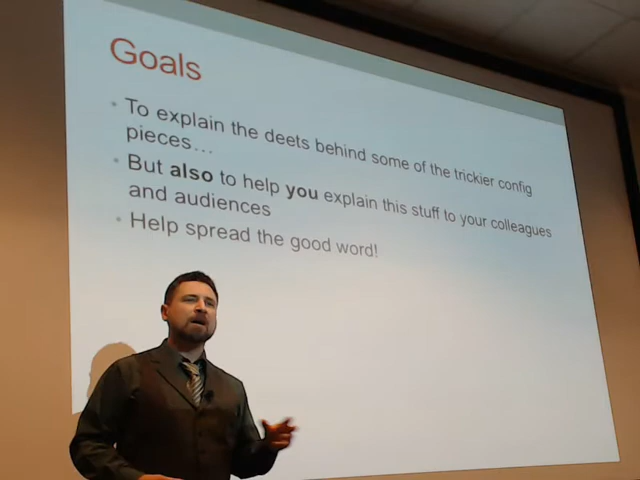 Goals
• To explain the deets behind some of the trickier config
pieces…
• But also to help you explain this stuff to your colleagues
and audiences
• Help spread the good word!